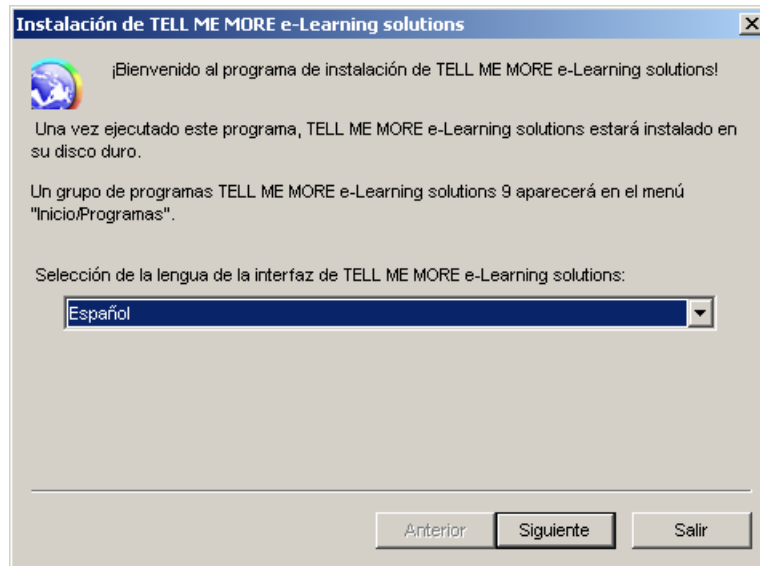 Instalación de TELL ME MORE e-Learning solutions
¡Bienvenido al programa de instalación de TELL ME MORE e-Learning solutions!
Una vez ejecutado este programa, TELL ME MORE e-Learning solutions estará instalado en
su disco duro.
Un grupo de programas TELL ME MORE e-Learning solutions 9 aparecerá en el menú
"Inicio/Programas".
Selección de la lengua de la interfaz de TELL ME MORE e-Learning solutions:
Español
Anterior Siguiente Salir